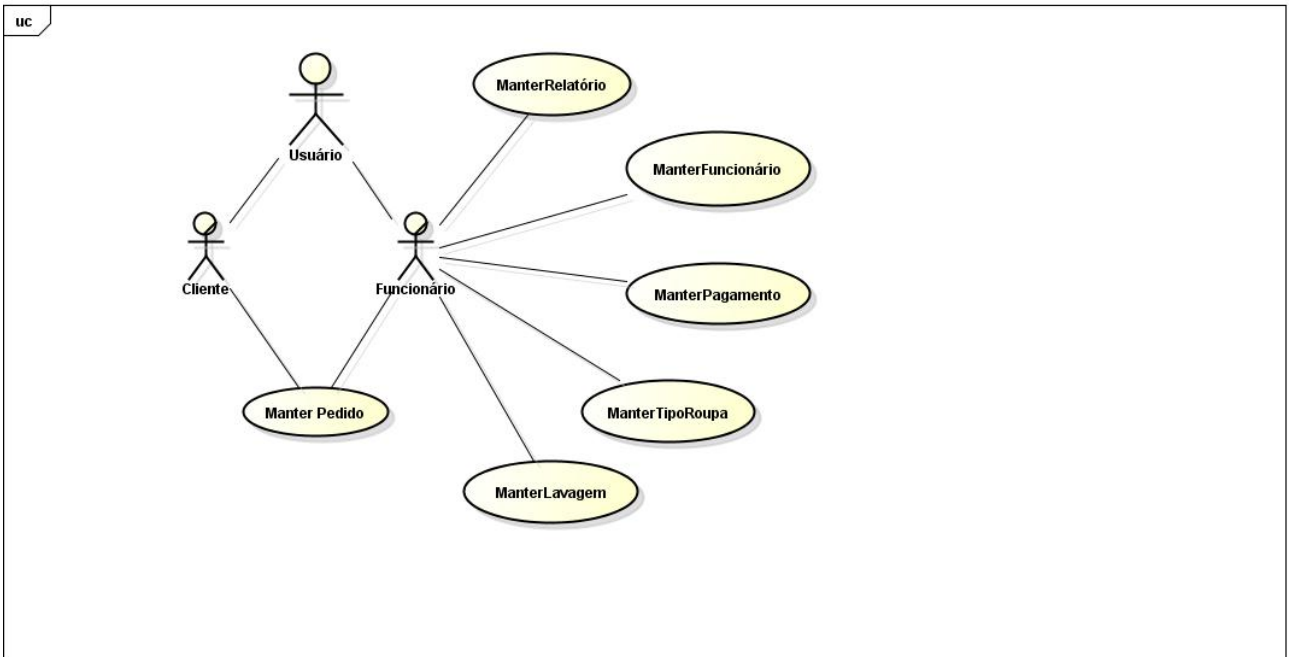 uc
Usuário
ManterRelatório
ManterFuncionário
Cliente
Funcionário
ManterPagamento
Manter Pedido
ManterTipoRoupa
ManterLavagem